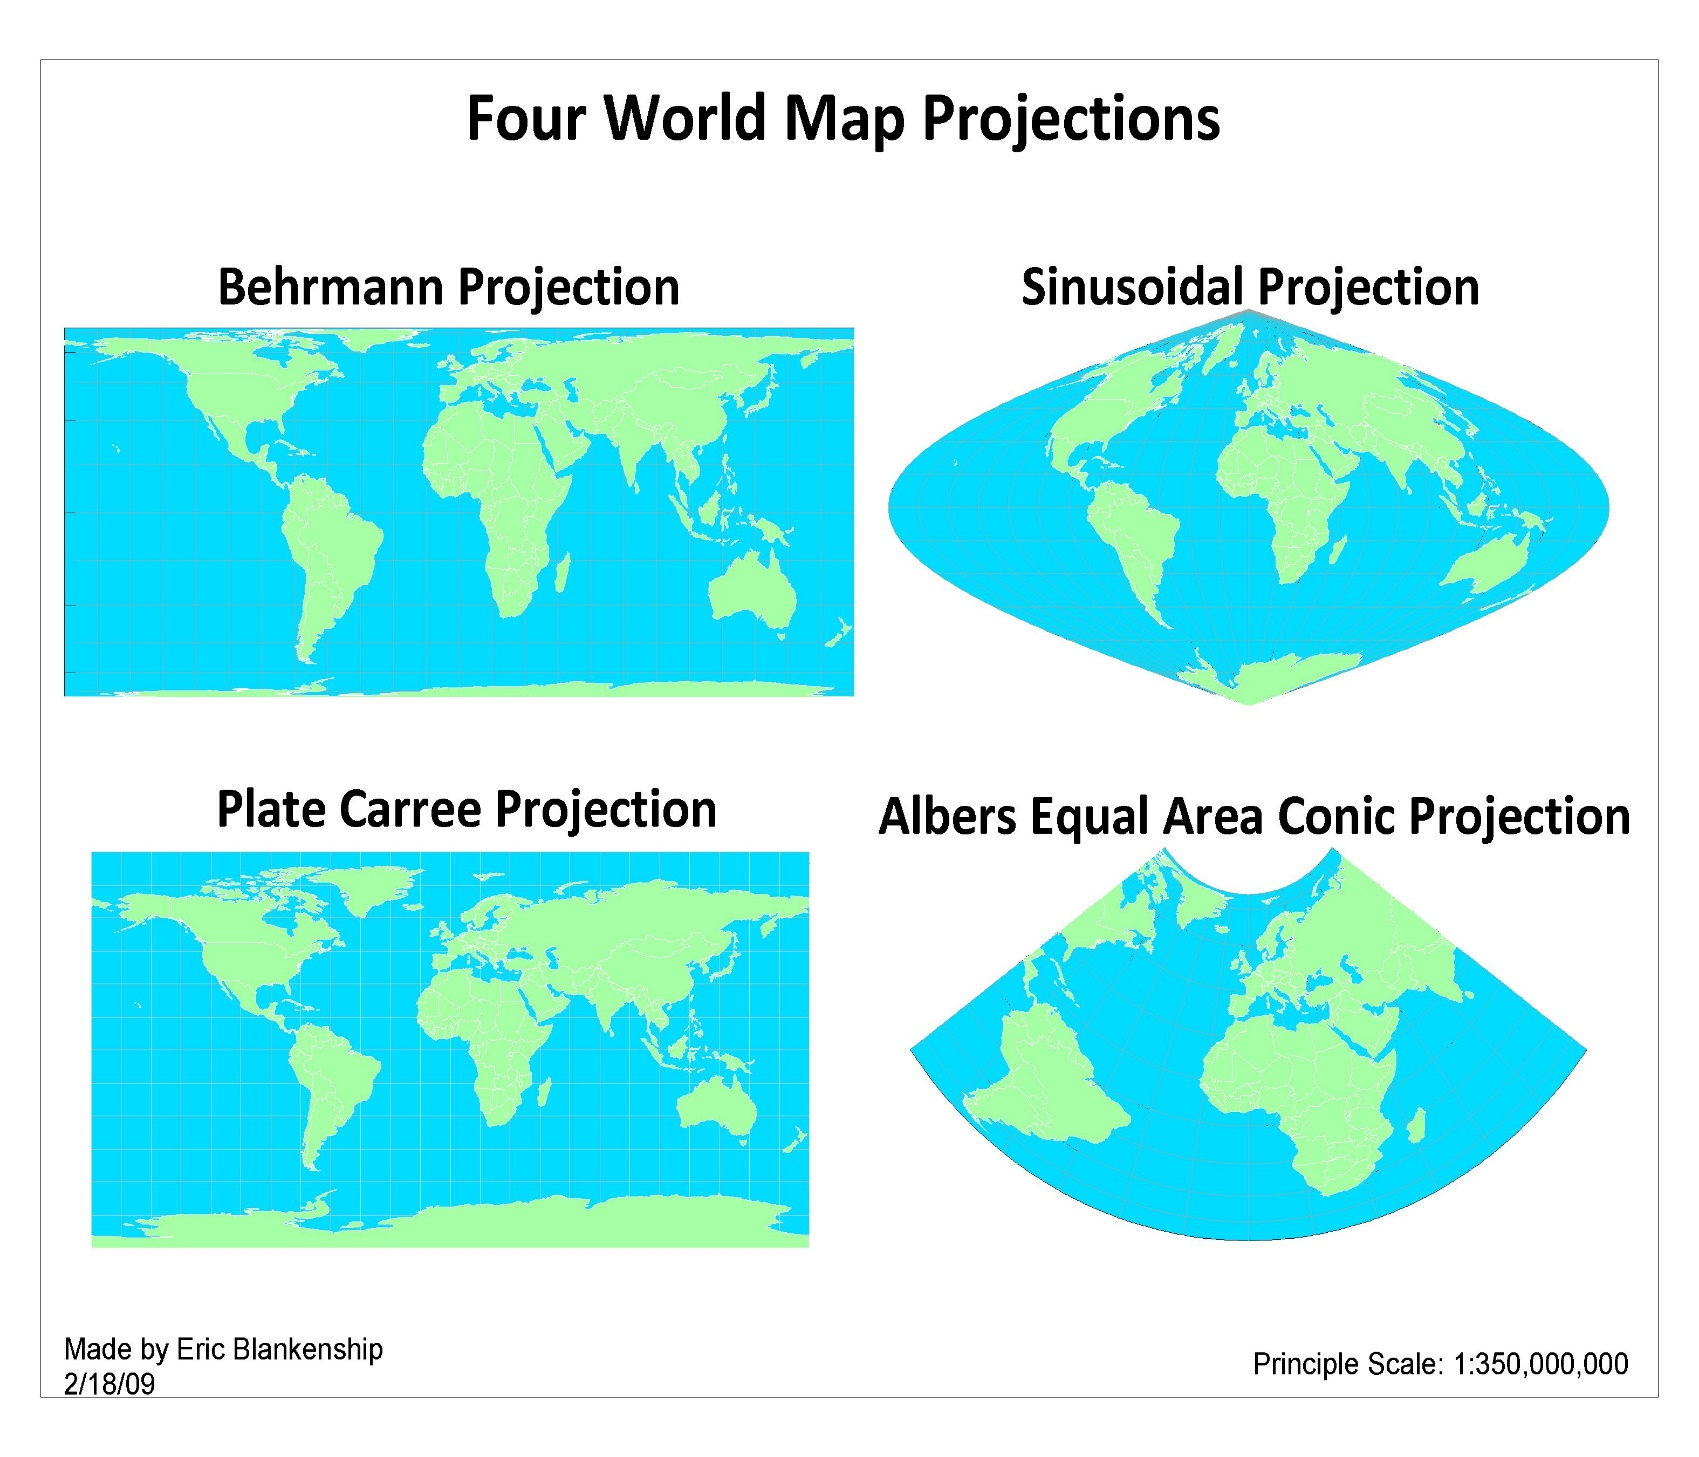 Four World Map Projections
Behrmann Projection
Sinusoidal Projection
Plate Carree Projection
Albers Equal Area Conic Projection
Made by Eric Blankenship
2/18/09
Principle Scale: 1:350,000,000